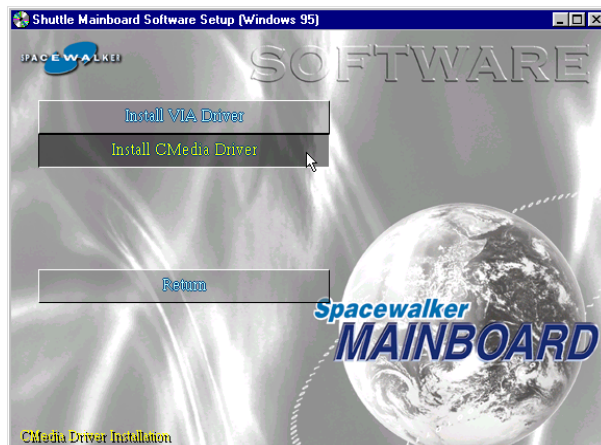 Shuttle Mainboard Software Setup (Windows 95)
SPACEWALKER
SOFTWARE
Install VIA Driver
Install CMedia Driver
Return
Spacewalker
MAINBOARD
CMedia Driver Installation